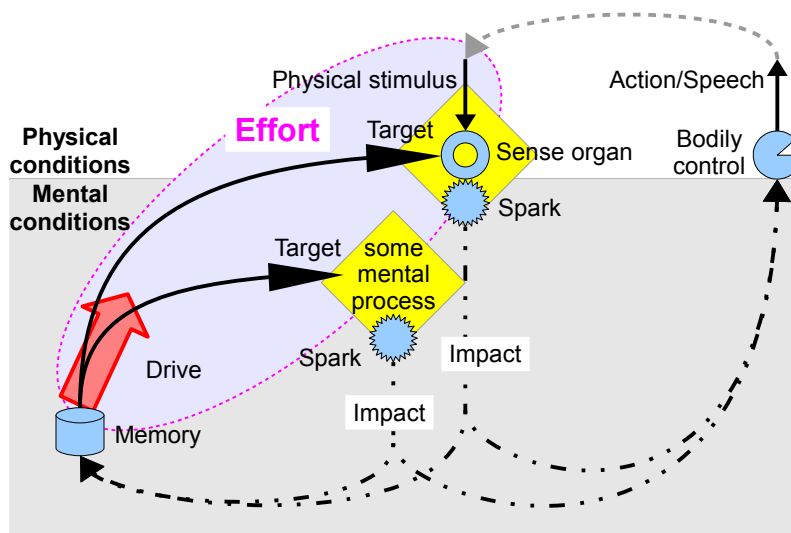 Physical stimulus
Action/Speech
Effort
Target
Physical
conditions
Sense organ
Bodily
control
Mental
conditions
Spark
Target
some
mental
process
Spark
Impact
Drive
Impact
Memory